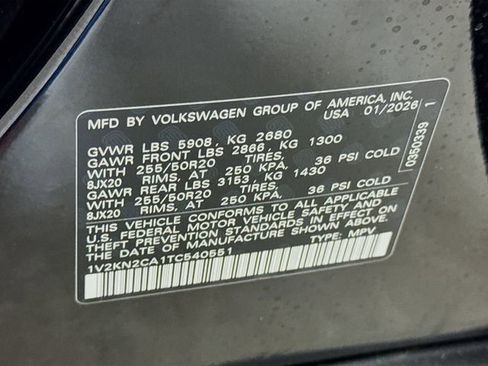 MFD BY VOLKSWAGEN GROUP OF AMERICA, INC.
USA 01/2026
GVWR LBS 5908, KG 2680
GAWR FRONT LBS 2866, KG 1300
WITH 255/50R20 TIRES,
8JX20 RIMS, AT 250 KPA, 36 PSI COLD
GAWR REAR LBS 3153, KG 1430
WITH 255/50R20 TIRES,
8JX20 RIMS, AT 250 KPA, 36 PSI COLD
THIS VEHICLE CONFORMS TO ALL APPLICABLE
U.S. FEDERAL MOTOR VEHICLE SAFETY AND
THEFT PREVENTION STANDARDS IN EFFECT ON
THE DATE OF MANUFACTURE SHOWN ABOVE.
1V2KN2CA1TC540551 TYPE: MPV
0350339 1